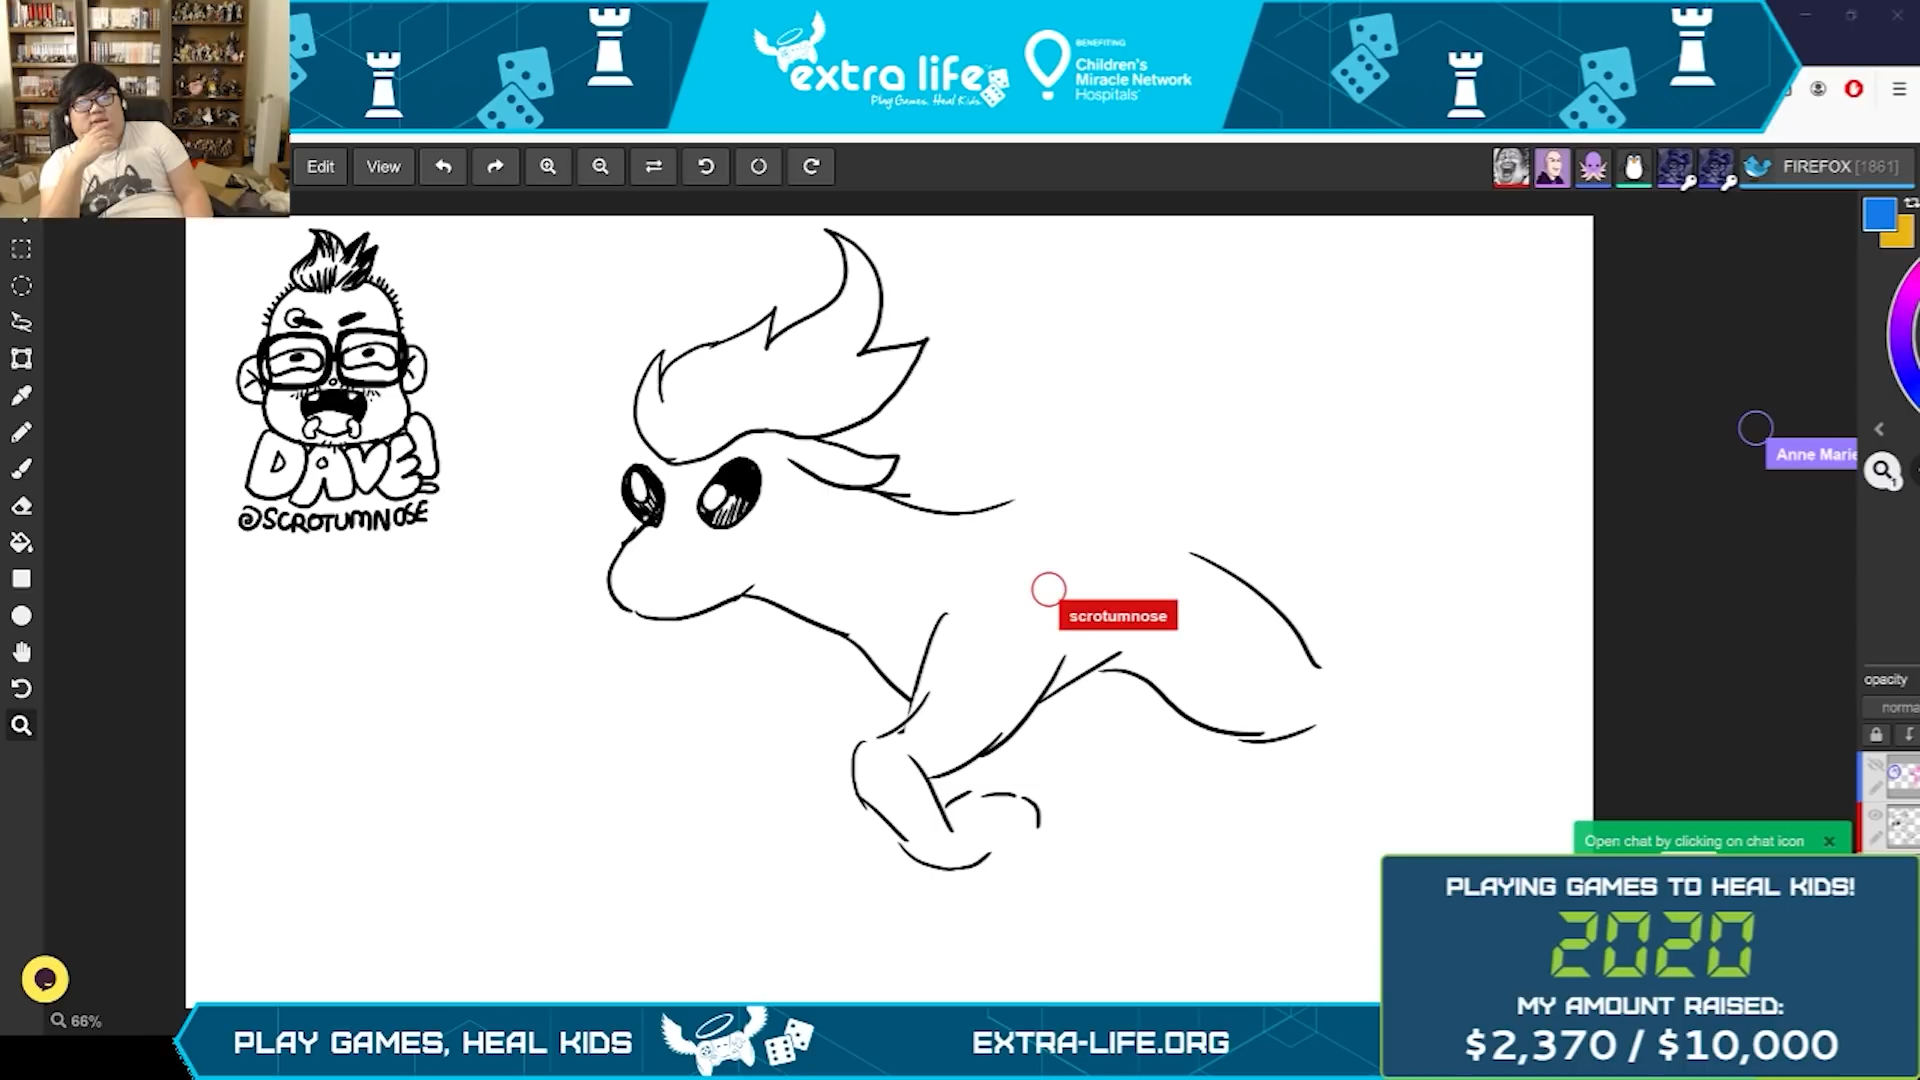 extra life
Play Games. Heal Kids.
BENEFITING
Children's
Miracle Network
Hospitals
Edit
View
FIREFOX [1861]
DAVE!
@SCROTUMNOSE
Anne Marie
scrotumnose
opacity
norma
Open chat by clicking on chat icon
PLAYING GAMES TO HEAL KIDS!
2020
MY AMOUNT RAISED:
$2,370 / $10,000
66%
PLAY GAMES, HEAL KIDS
EXTRA-LIFE.ORG